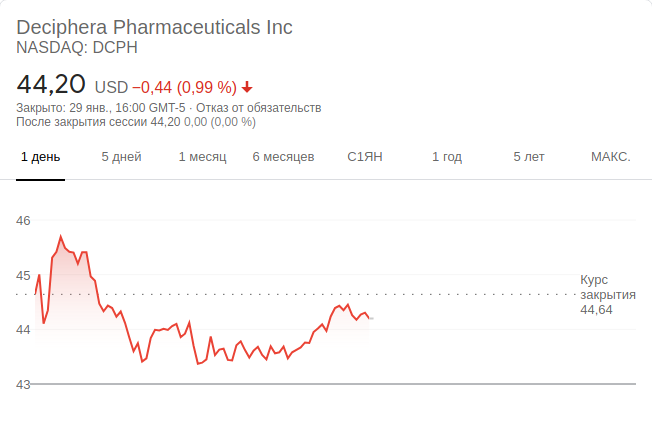 Deciphera Pharmaceuticals Inc
NASDAQ: DCPH
44,20 USD −0,44 (0,99 %)
Закрыто: 29 янв., 16:00 GMT-5 · Отказ от обязательств
После закрытия сессии 44,20 0,00 (0,00 %)
1 день 5 дней 1 месяц 6 месяцев С1ЯН 1 год 5 лет МАКС.
46
45
Курс
закрытия
44,64
44
43